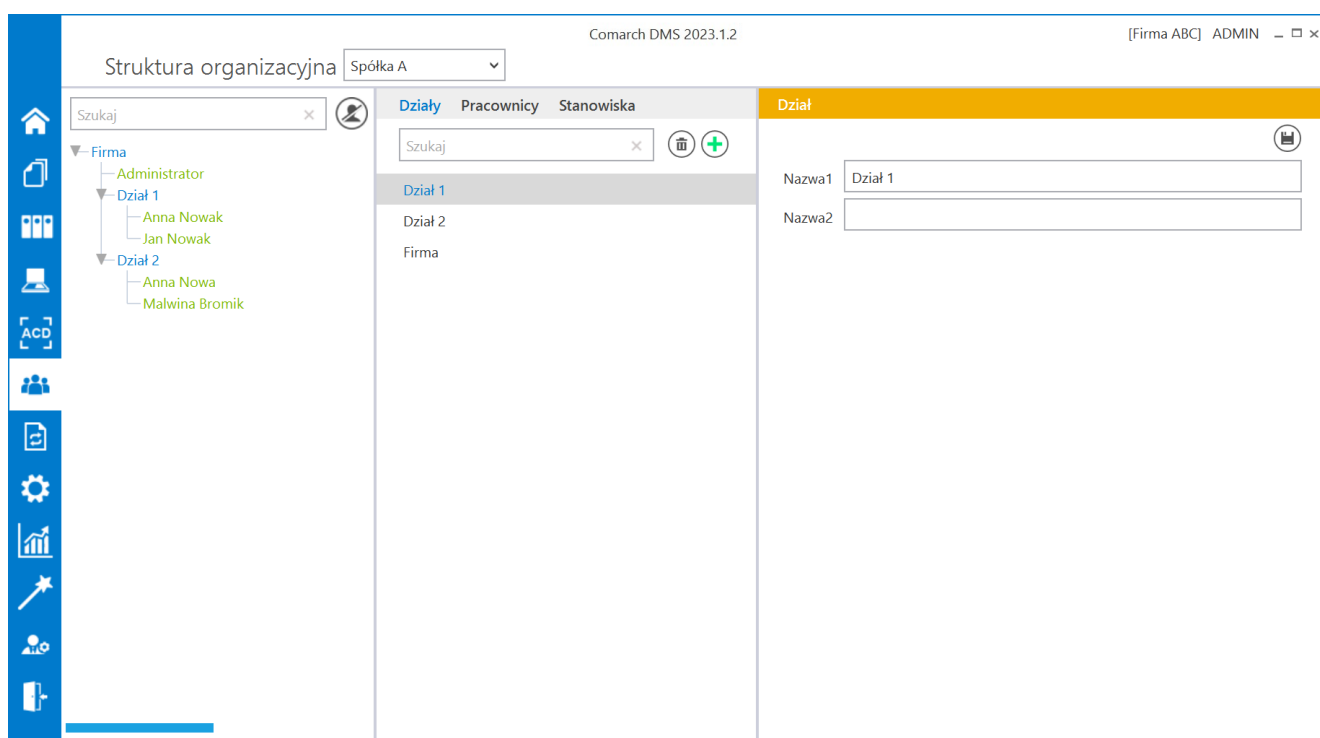 Comarch DMS 2023.1.2
[Firma ABC] ADMIN
Struktura organizacyjna Spółka A
Szukaj
Firma
Administrator
Dział 1
Anna Nowak
Jan Nowak
Dział 2
Anna Nowa
Malwina Bromik
ACD
Działy Pracownicy Stanowiska
Szukaj
Dział 1
Dział 2
Firma
Dział
Nazwa1 Dział 1
Nazwa2